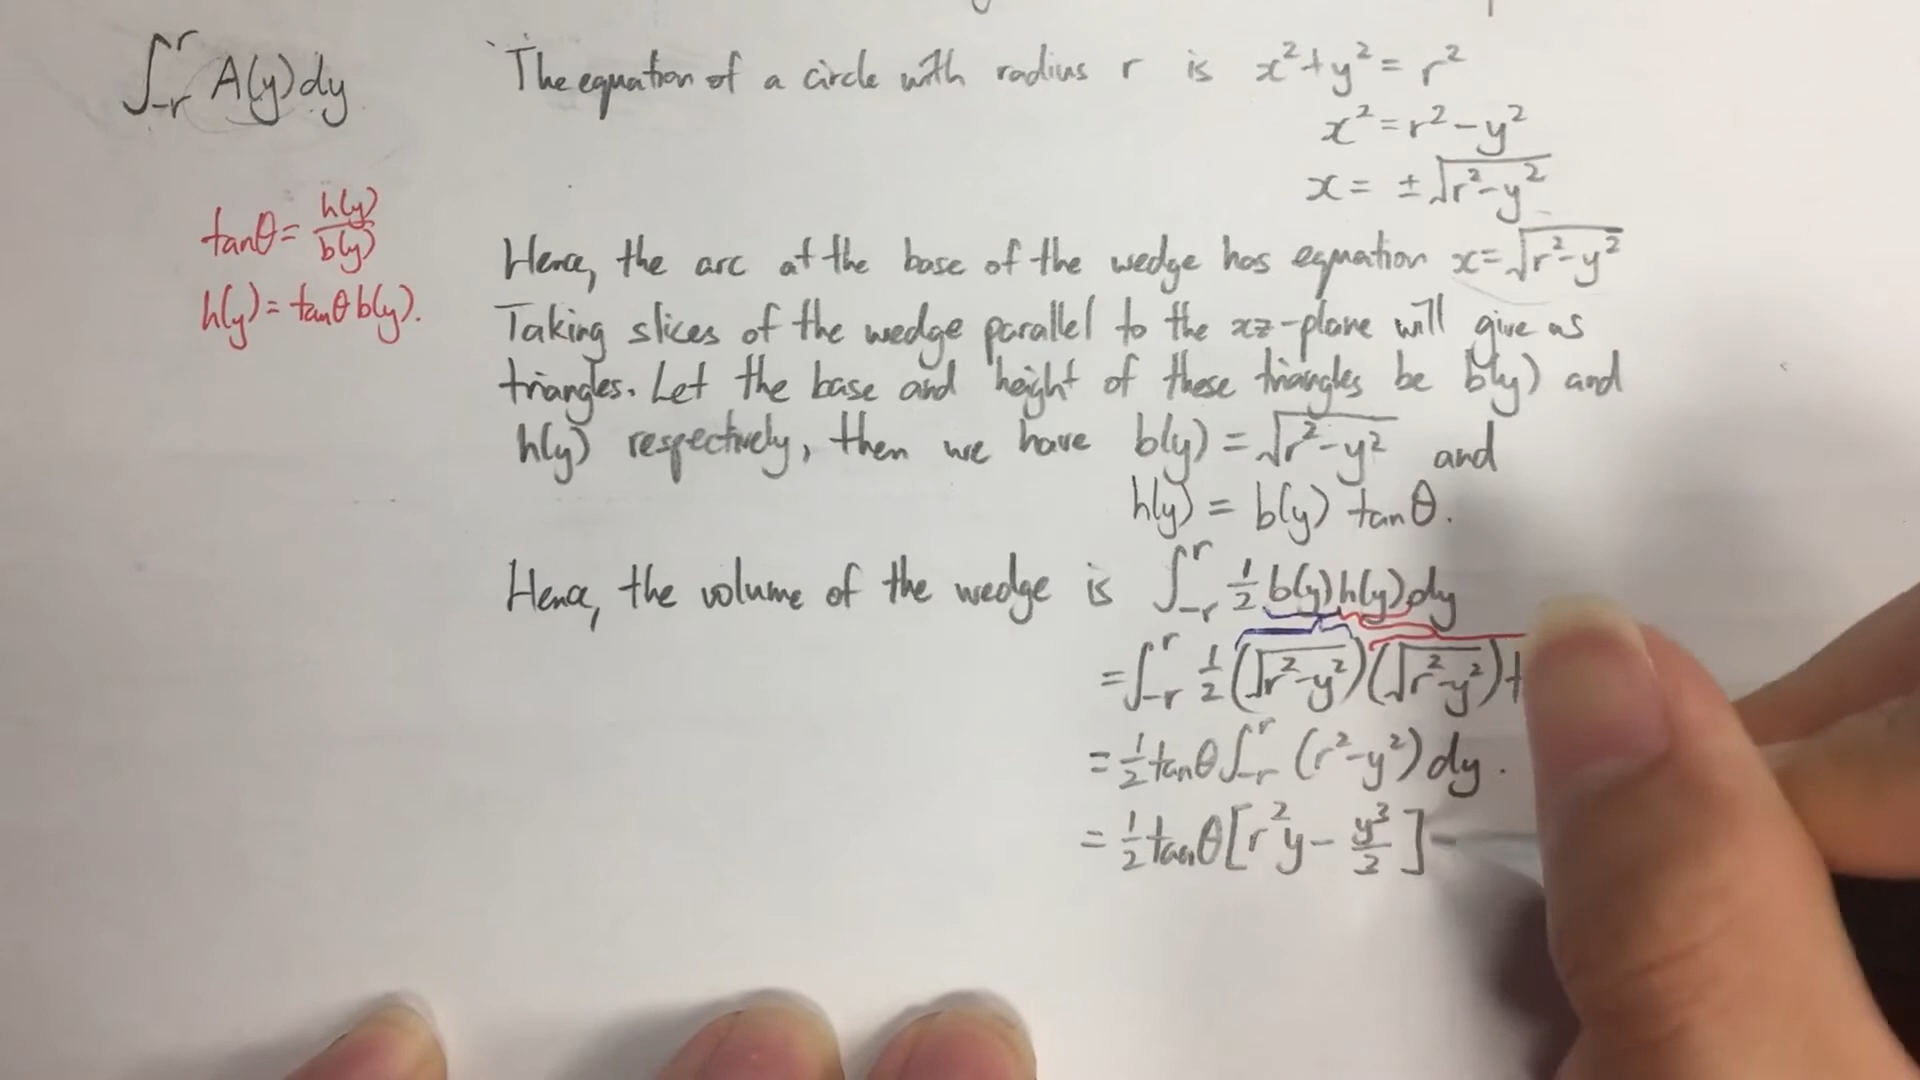 ∫_{-r}^{r} A(y)dy
tanθ = h(y)/b(y)
h(y) = tanθ b(y).
The equation of a circle with radius r is x² + y² = r²
x² = r² - y²
x = ± √(r² - y²)
Hence, the arc at the base of the wedge has equation x = √(r² - y²)
Taking slices of the wedge parallel to the xz-plane will give us
triangles. Let the base and height of these triangles be b(y) and
h(y) respectively, then we have b(y) = √(r² - y²) and
h(y) = b(y) tanθ.
Hence, the volume of the wedge is ∫_{-r}^{r} ½ b(y)h(y)dy
= ∫_{-r}^{r} ½ (√(r² - y²))(√(r² - y²))
= ½ tanθ ∫_{-r}^{r} (r² - y²) dy.
= ½ tanθ [r²y - y³/3]